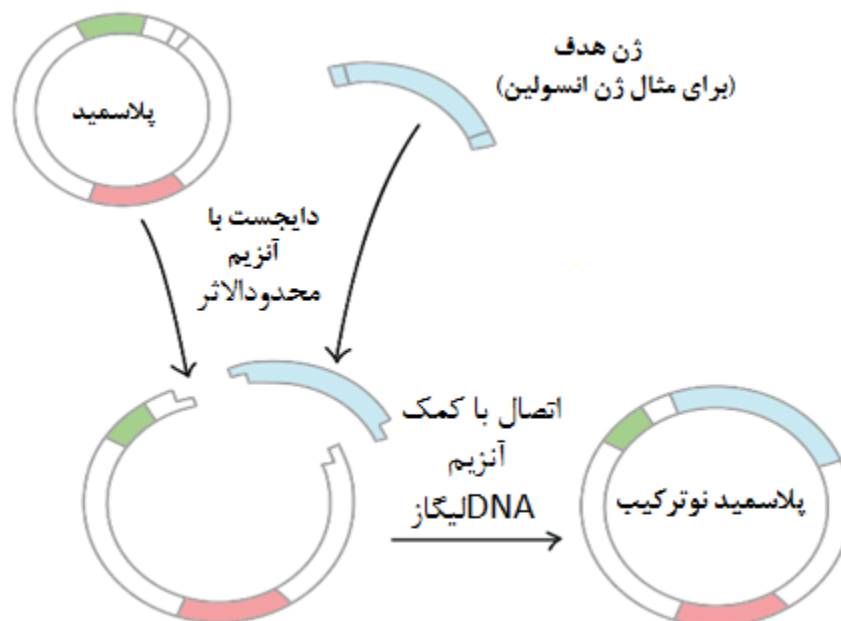 ژن هدف
(برای مثال ژن انسولین)
پلاسمید
دایجست با
آنزیم
محدودالاثر
اتصال با کمک
آنزیم
DNAلیگاز
پلاسمید نوترکیب